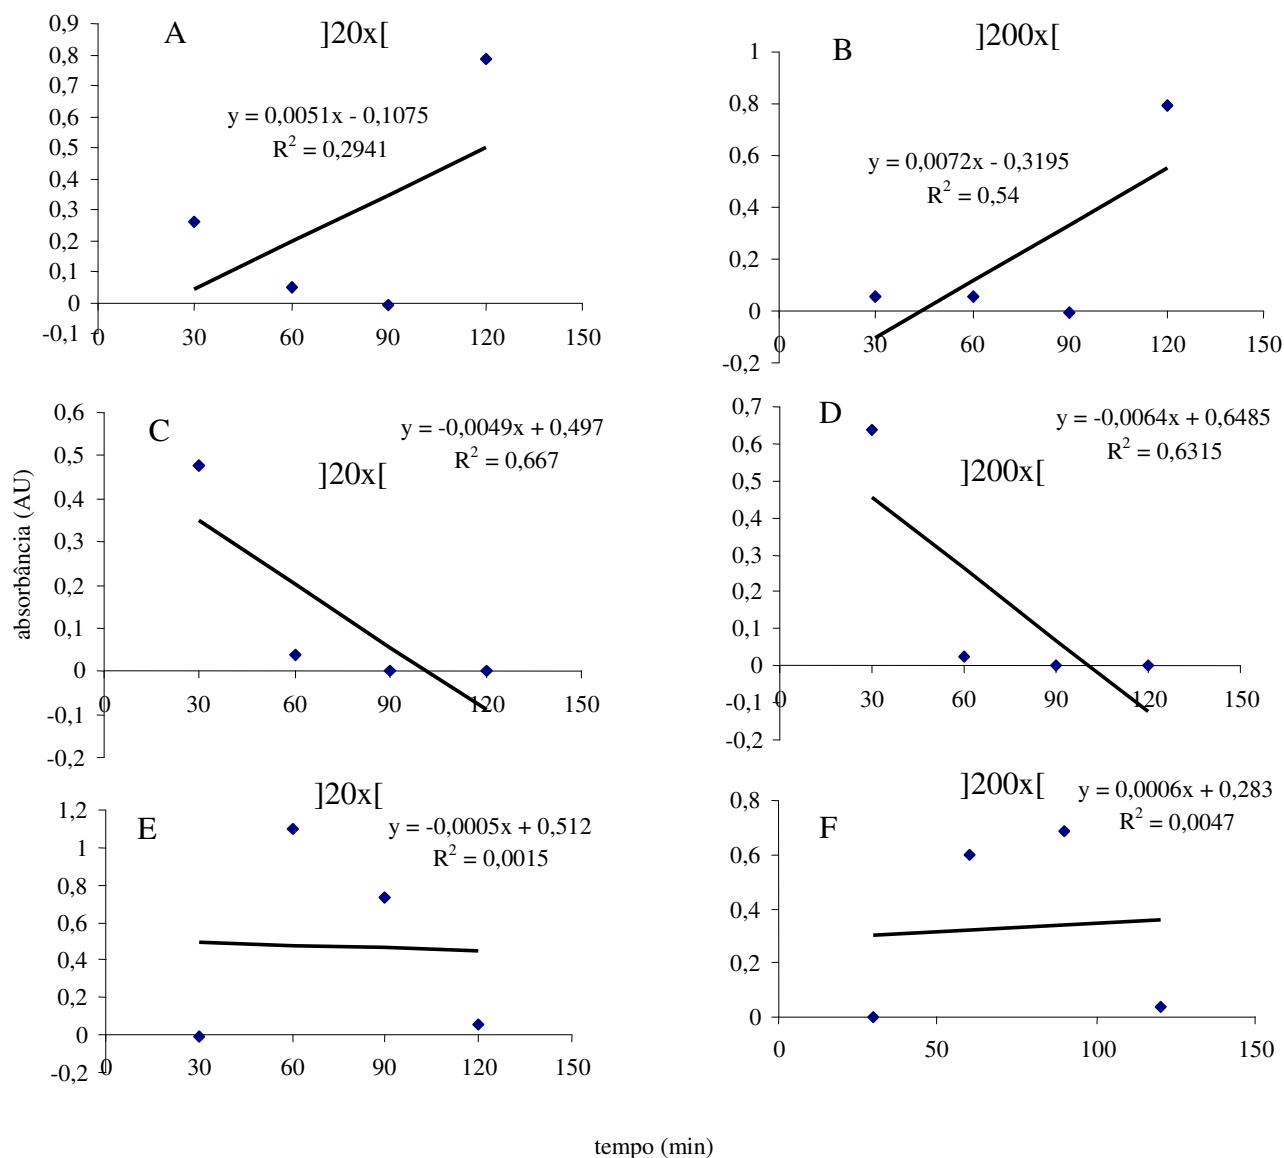 A
]20x[
y = 0,0051x - 0,1075
R² = 0,2941
0,9
0,8
0,7
0,6
0,5
0,4
0,3
0,2
0,1
0
-0,1
0 30 60 90 120 150
B
]200x[
y = 0,0072x - 0,3195
R² = 0,54
1
0,8
0,6
0,4
0,2
0
-0,2
0 30 60 90 120 150
absorbância (AU)
C
y = -0,0049x + 0,497
R² = 0,667
]20x[
0,6
0,5
0,4
0,3
0,2
0,1
0
-0,1
-0,2
0 30 60 90 120 150
D
y = -0,0064x + 0,6485
R² = 0,6315
]200x[
0,7
0,6
0,5
0,4
0,3
0,2
0,1
0
-0,1
-0,2
0 30 60 90 120 150
]20x[
E
y = -0,0005x + 0,512
R² = 0,0015
1,2
1
0,8
0,6
0,4
0,2
0
-0,2
0 30 60 90 120 150
]200x[
F
y = 0,0006x + 0,283
R² = 0,0047
0,8
0,6
0,4
0,2
0
0 50 100 150
tempo (min)